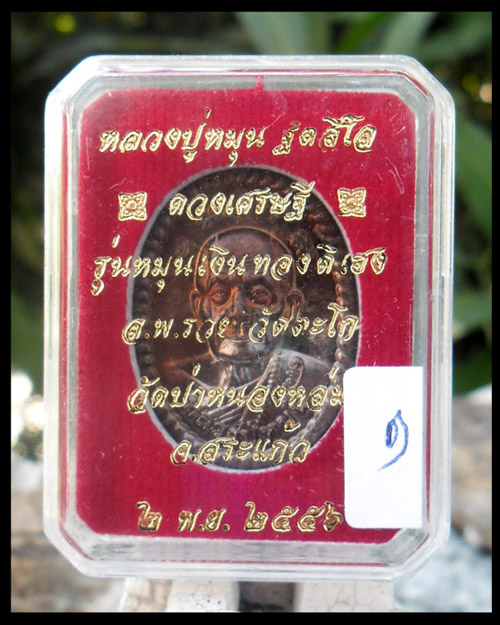 หลวงปู่หมุน ฐิตสีโล
ดวงเศรษฐี
รุ่นหมุนเงินทองดีเฮง
ส.พ.รวย วัดตะโก
วัดป่าหนองหล่ม
จ.สระแก้ว
๒ พ.ย. ๒๕๕๖
๑